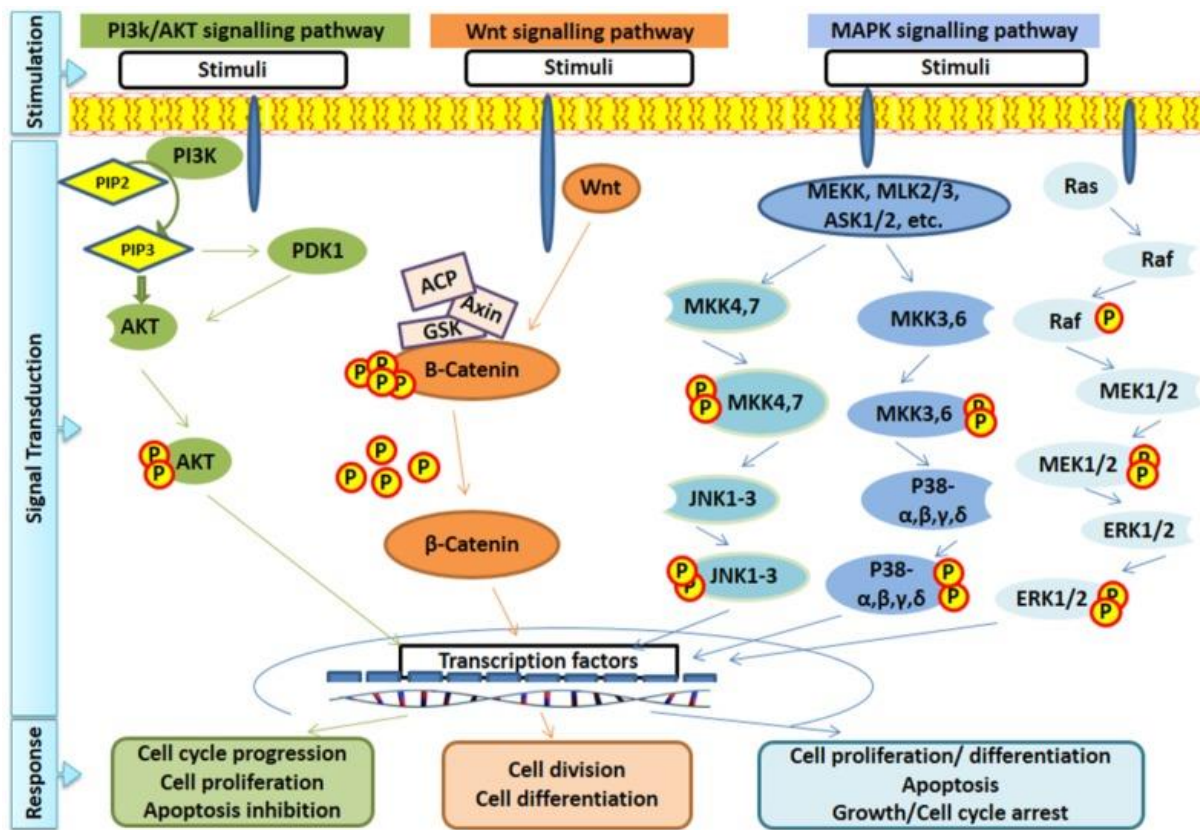 Stimulation
PI3k/AKT signalling pathway
Wnt signalling pathway
MAPK signalling pathway
Stimuli
Stimuli
Stimuli
Signal Transduction
PI3K
PIP2
PIP3
PDK1
AKT
P
P
AKT
Wnt
ACP
Axin
GSK
P
P
P
P
B-Catenin
P
P
P
P
β-Catenin
MEKK, MLK2/3,
ASK1/2, etc.
MKK4,7
P
P
MKK4,7
JNK1-3
P
P
JNK1-3
MKK3,6
MKK3,6
P
P
P38-
α,β,γ,δ
P38-
α,β,γ,δ
P
P
Ras
Raf
Raf
P
MEK1/2
MEK1/2
P
P
ERK1/2
ERK1/2
P
P
Transcription factors
Response
Cell cycle progression
Cell proliferation
Apoptosis inhibition
Cell division
Cell differentiation
Cell proliferation/ differentiation
Apoptosis
Growth/Cell cycle arrest